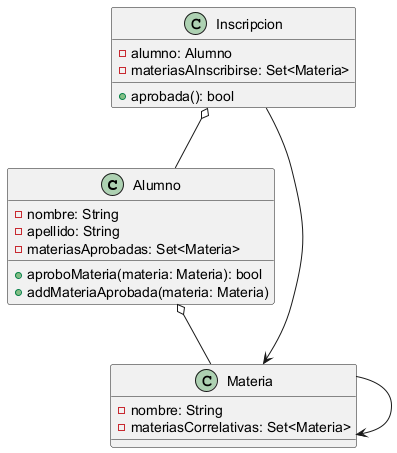 C Inscripcion
alumno: Alumno
materiasAInscribirse: Set<Materia>
aprobada(): bool
C Alumno
nombre: String
apellido: String
materiasAprobadas: Set<Materia>
aproboMateria(materia: Materia): bool
addMateriaAprobada(materia: Materia)
C Materia
nombre: String
materiasCorrelativas: Set<Materia>